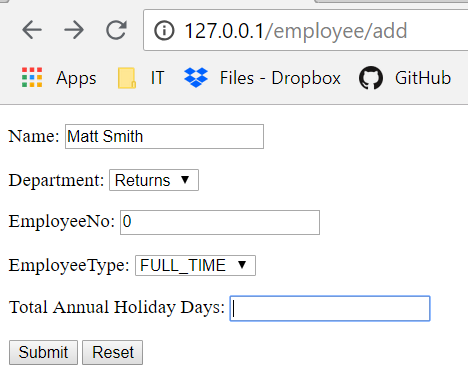 127.0.0.1/employee/add
Apps IT Files - Dropbox GitHub
Name: Matt Smith
Department: Returns
EmployeeNo: 0
EmployeeType: FULL_TIME
Total Annual Holiday Days:
Submit Reset